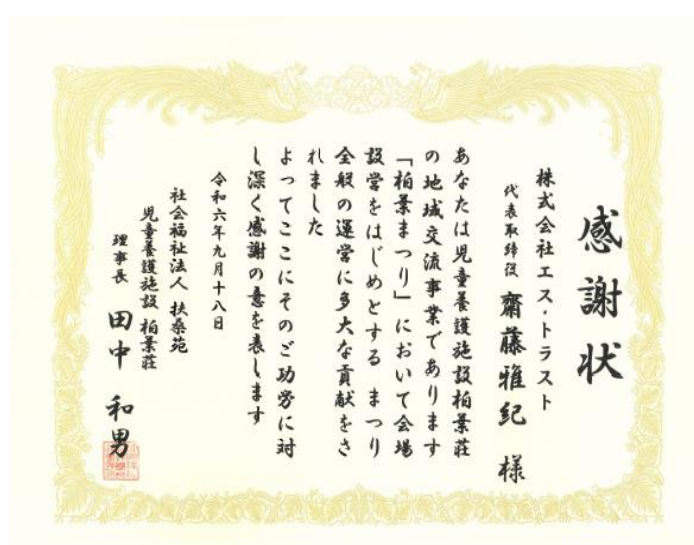 感謝状
株式会社エス・トラスト
代表取締役 齋藤雅紀 様
あなたは児童養護施設柏葉荘
の地域交流事業であります
「柏葉まつり」において会場
設営をはじめとする まつり
全般の運営に多大な貢献をさ
れました
よってここにそのご功労に対
し深く感謝の意を表します
令和六年九月十八日
社会福祉法人 扶桑苑
児童養護施設 柏葉荘
理事長 田中 和男